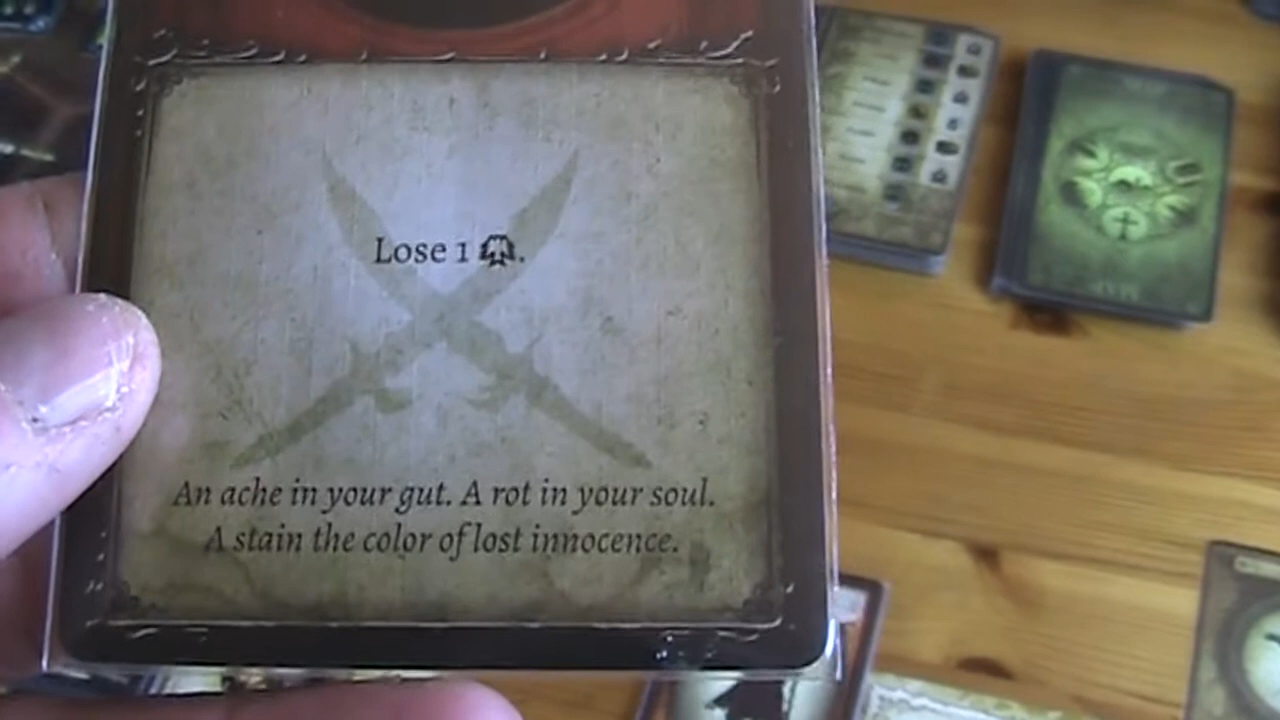 Lose 1 .
An ache in your gut. A rot in your soul.
A stain the color of lost innocence.